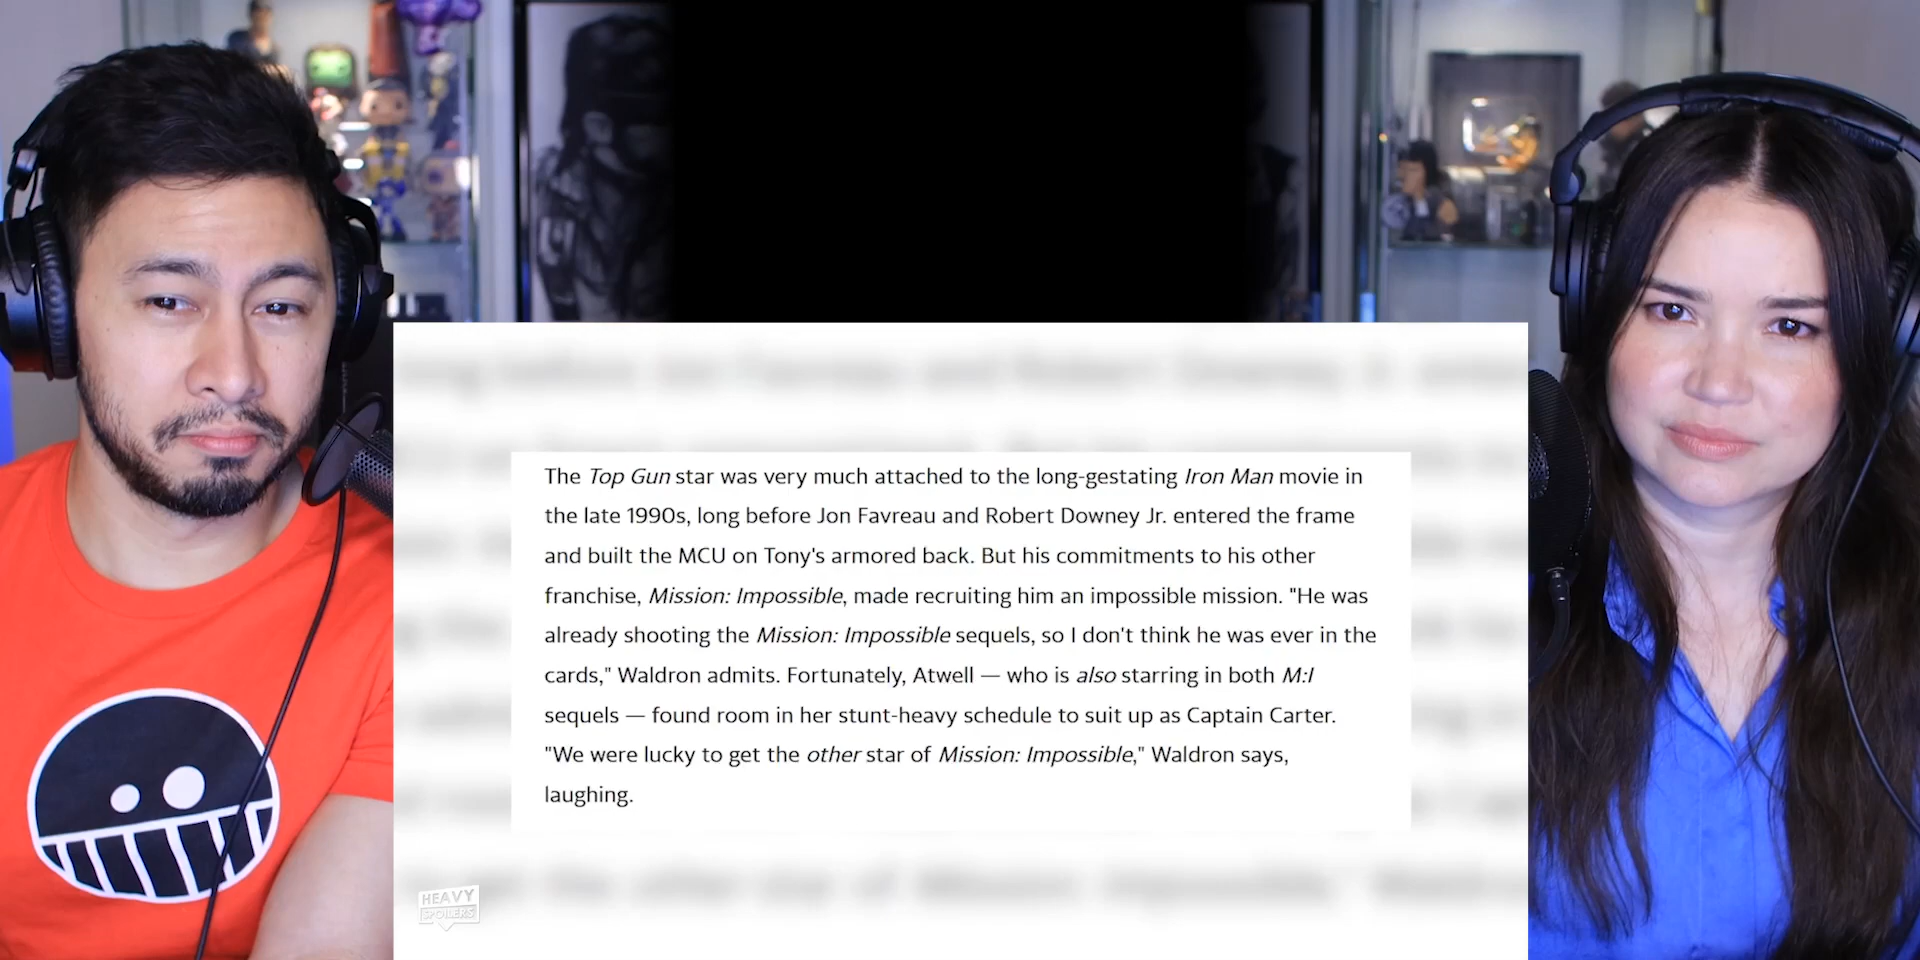 The Top Gun star was very much attached to the long-gestating Iron Man movie in
the late 1990s, long before Jon Favreau and Robert Downey Jr. entered the frame
and built the MCU on Tony's armored back. But his commitments to his other
franchise, Mission: Impossible, made recruiting him an impossible mission. "He was
already shooting the Mission: Impossible sequels, so I don't think he was ever in the
cards," Waldron admits. Fortunately, Atwell — who is also starring in both M:I
sequels — found room in her stunt-heavy schedule to suit up as Captain Carter.
"We were lucky to get the other star of Mission: Impossible," Waldron says,
laughing.
HEAVY
SPOILERS